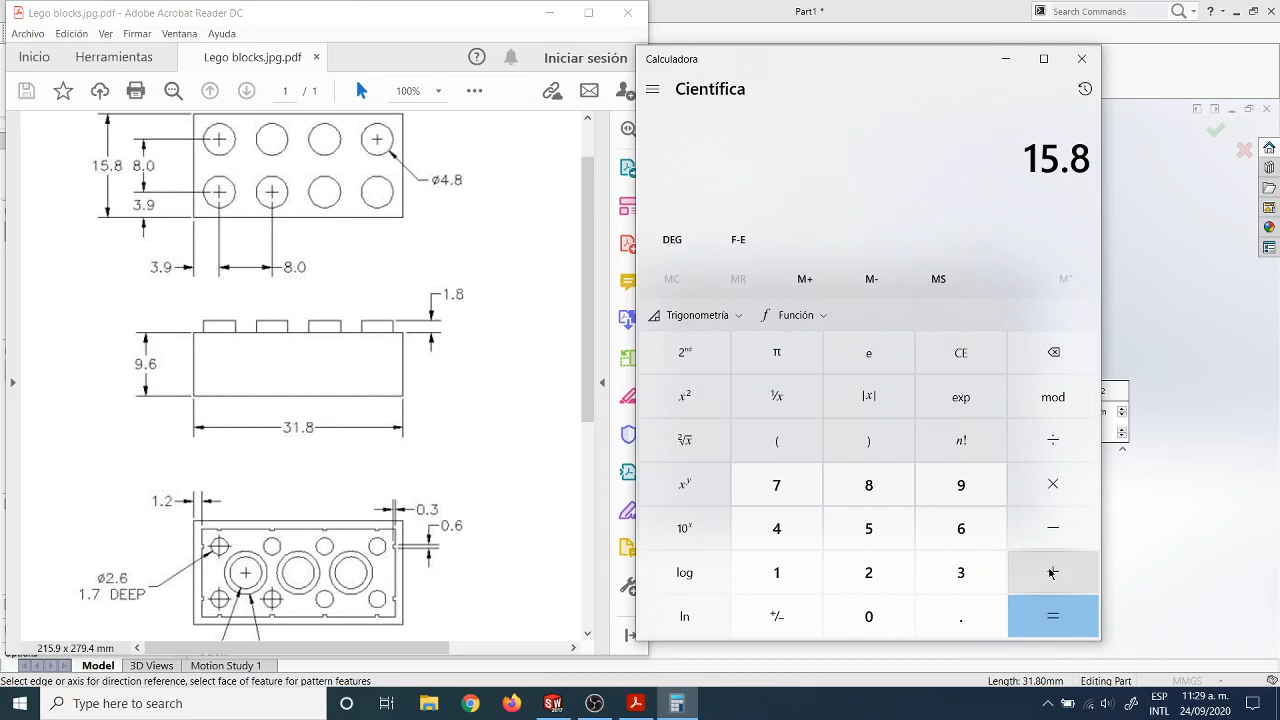 Lego blocks.jpg.pdf - Adobe Acrobat Reader DC
Archivo Edición Ver Firmar Ventana Ayuda
Inicio Herramientas Lego blocks.jpg.pdf × Iniciar sesión
1 / 1 100%
15.8 8.0
ø4.8
3.9
3.9 8.0
1.8
9.6
31.8
1.2 0.3
0.6
ø2.6
1.7 DEEP
215.9 x 279.4 mm
Part1 *
Search Commands
Calculadora
Científica
15.8
DEG F-E
MC MR M+ M- MS M˅
Trigonometría Función
2ⁿᵈ π e CE
x² ¹/x |x| exp mod
²√x ( ) n! ÷
xʸ 7 8 9 ×
10ˣ 4 5 6 −
log 1 2 3 +
ln +/− 0 . =
Model 3D Views Motion Study 1
Select edge or axis for direction reference, select face of feature for pattern features
Length: 31.80mm Editing Part MMGS
Type here to search
ESP
INTL
11:29 a. m.
24/09/2020